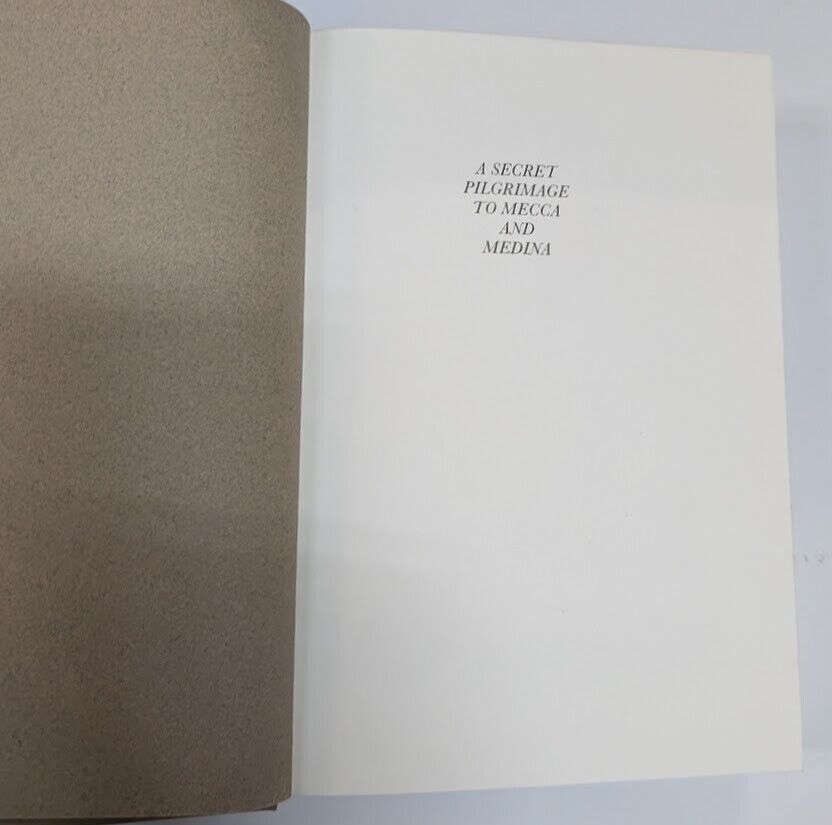 A SECRET
PILGRIMAGE
TO MECCA
AND
MEDINA